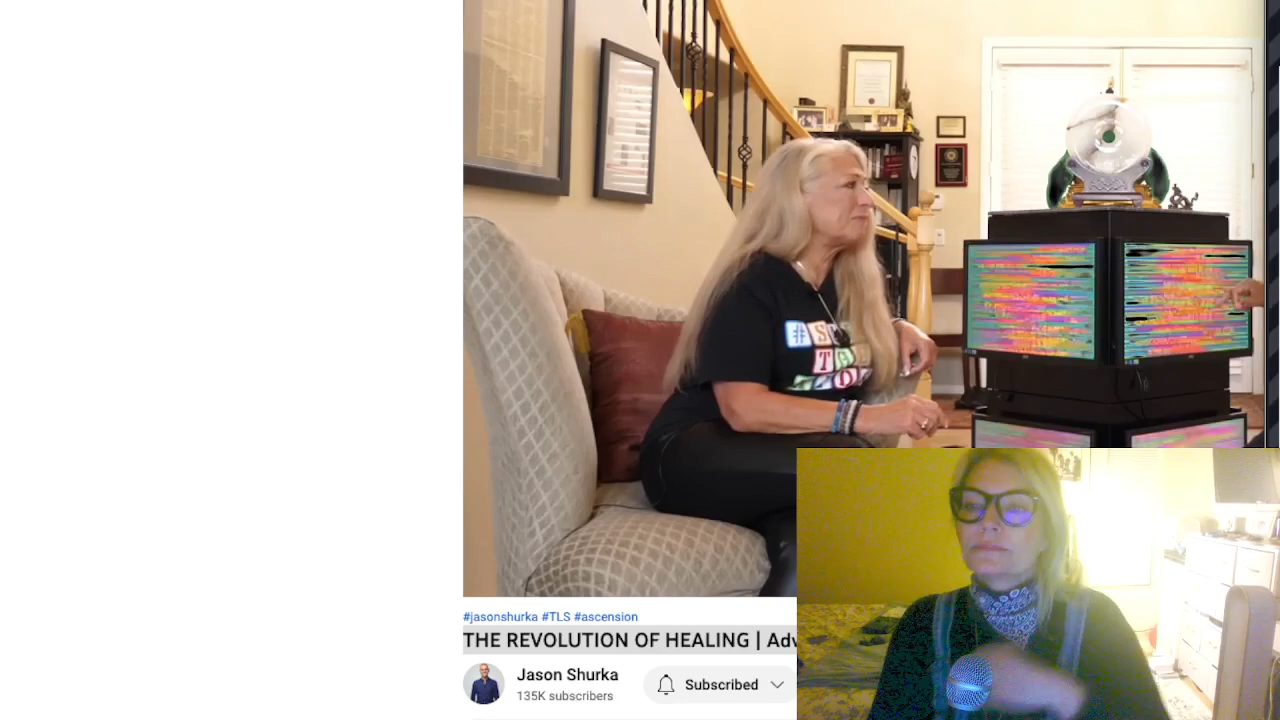 #jasonshurka #TLS #ascension
THE REVOLUTION OF HEALING | Adv
Jason Shurka
135K subscribers
Subscribed